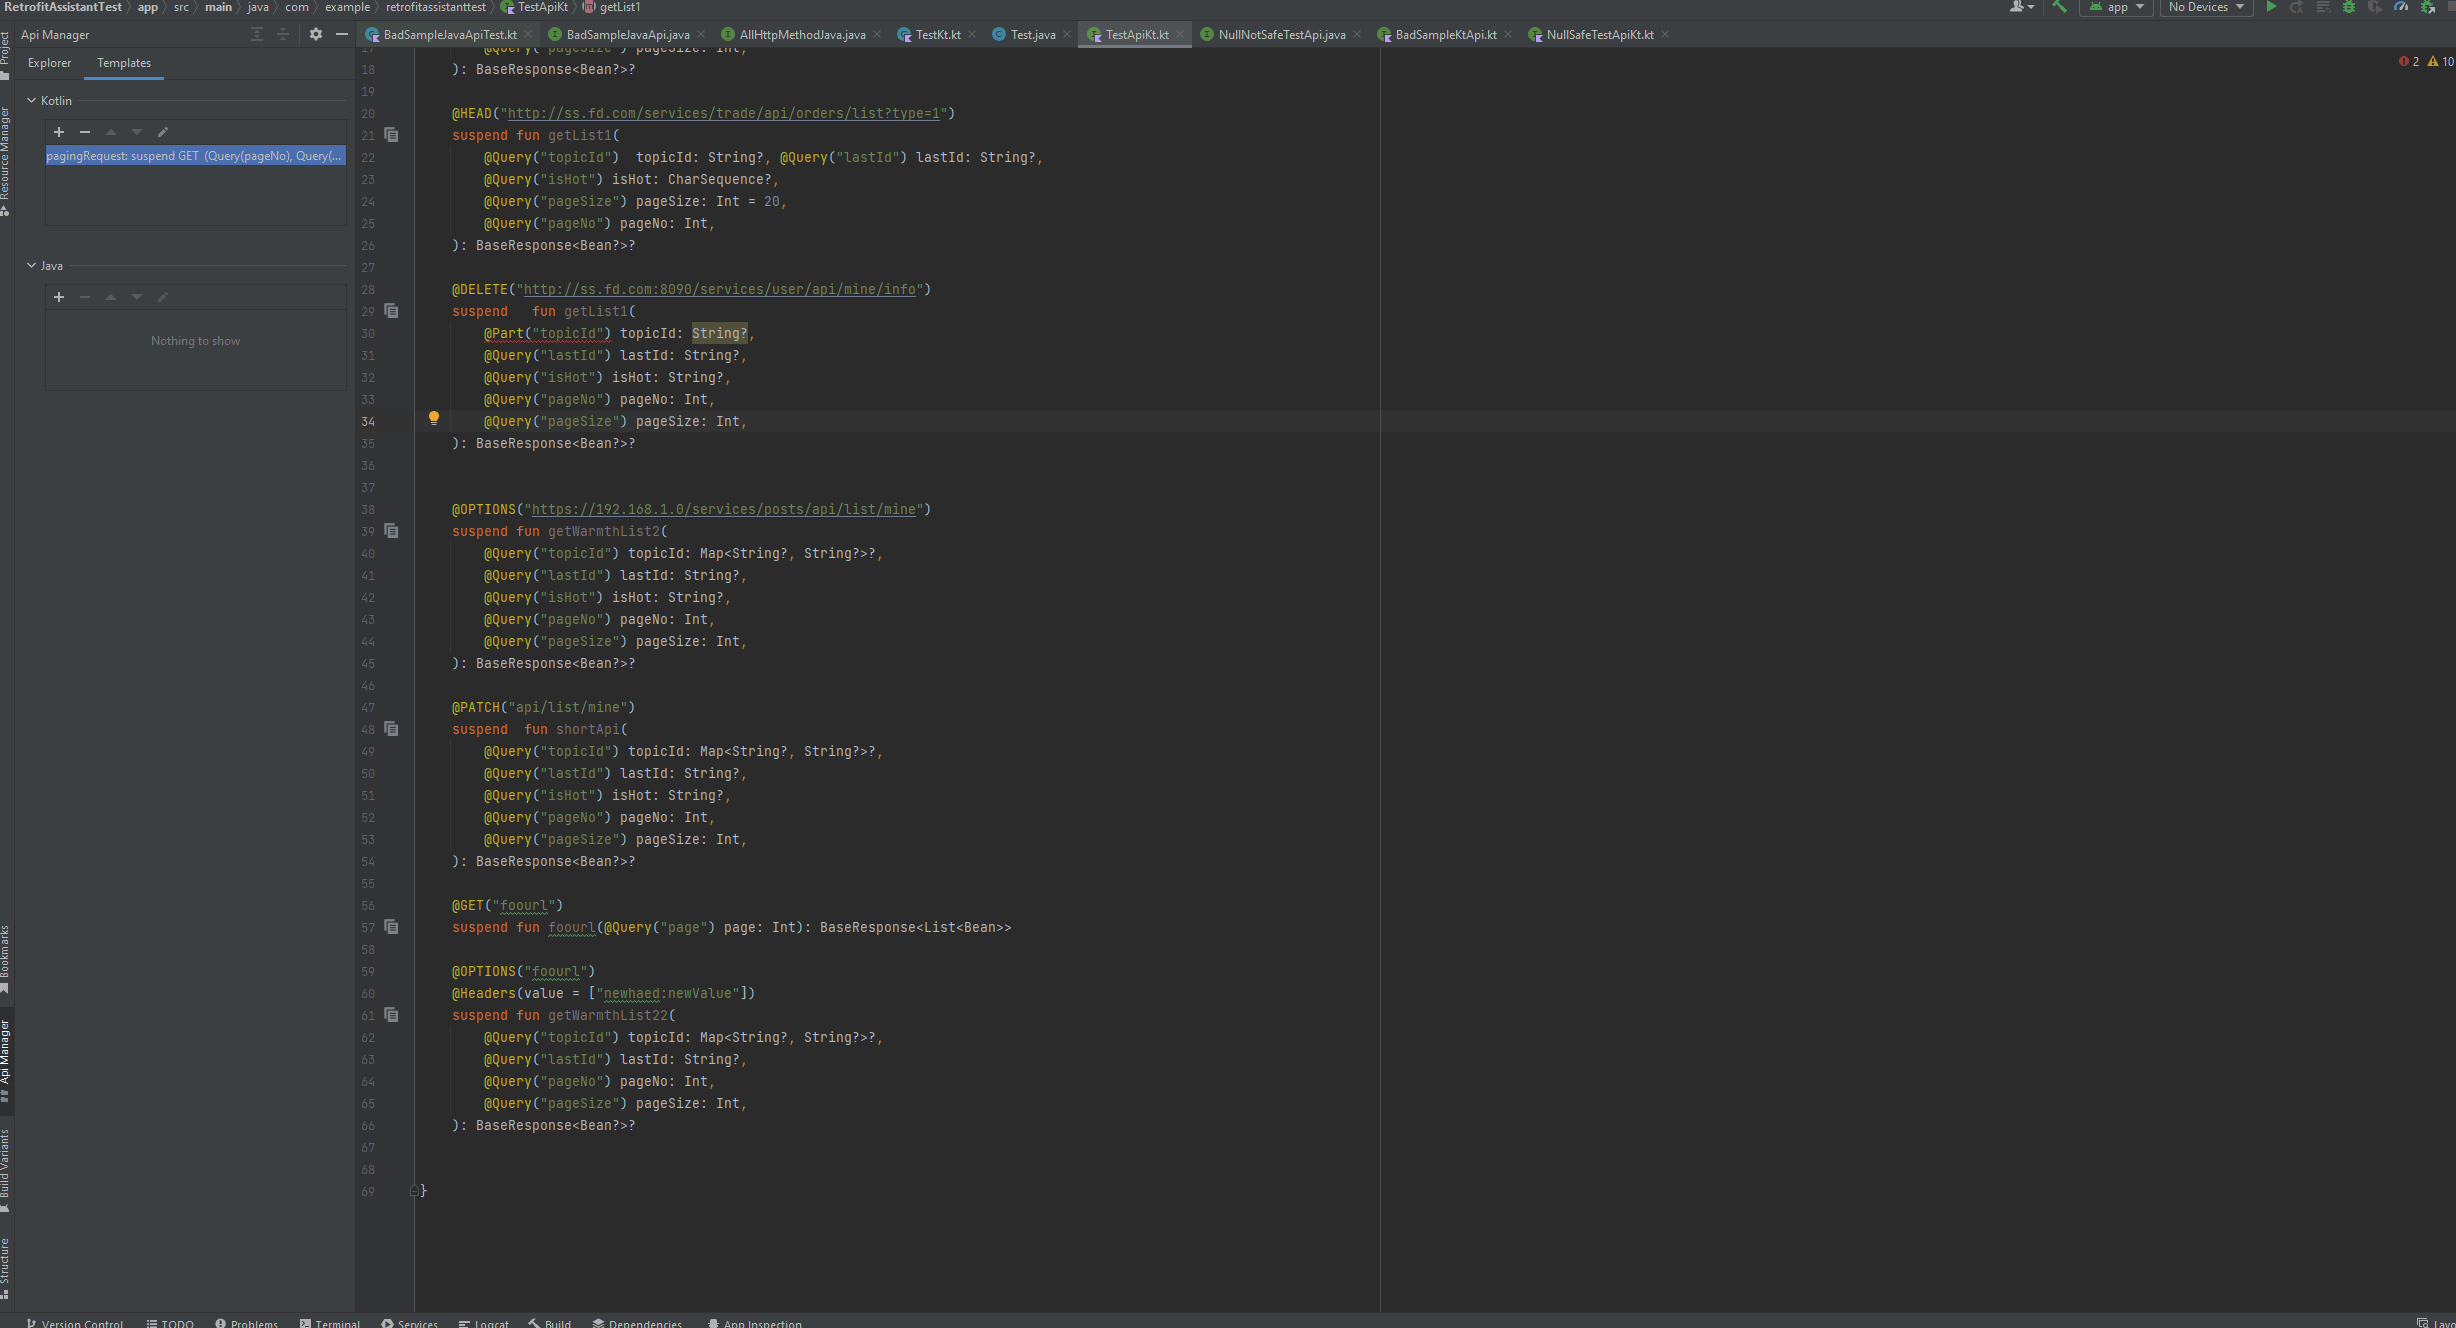 RetrofitAssistantTest app src main java com example retrofitassistanttest TestApiKt getList1 app No Devices
Api Manager BadSampleJavaApiTest.kt BadSampleJavaApi.java AllHttpMethodJava.java TestKt.kt Test.java TestApiKt.kt NullNotSafeTestApi.java BadSampleKtApi.kt NullSafeTestApiKt.kt
Explorer Templates
2 10
Kotlin
pagingRequest: suspend GET (Query(pageNo), Query(...
Java
Nothing to show
Project
Resource Manager
Bookmarks
Api Manager
Build Variants
Structure
17 @Query("pageSize") pageSize: Int,
18 ): BaseResponse<Bean?>?
19
20 @HEAD("http://ss.fd.com/services/trade/api/orders/list?type=1")
21 suspend fun getList1(
22 @Query("topicId")  topicId: String?, @Query("lastId") lastId: String?,
23 @Query("isHot") isHot: CharSequence?,
24 @Query("pageSize") pageSize: Int = 20,
25 @Query("pageNo") pageNo: Int,
26 ): BaseResponse<Bean?>?
27
28 @DELETE("http://ss.fd.com:8090/services/user/api/mine/info")
29 suspend   fun getList1(
30 @Part("topicId") topicId: String?,
31 @Query("lastId") lastId: String?,
32 @Query("isHot") isHot: String?,
33 @Query("pageNo") pageNo: Int,
34 @Query("pageSize") pageSize: Int,
35 ): BaseResponse<Bean?>?
36
37
38 @OPTIONS("https://192.168.1.0/services/posts/api/list/mine")
39 suspend fun getWarmthList2(
40 @Query("topicId") topicId: Map<String?, String?>?,
41 @Query("lastId") lastId: String?,
42 @Query("isHot") isHot: String?,
43 @Query("pageNo") pageNo: Int,
44 @Query("pageSize") pageSize: Int,
45 ): BaseResponse<Bean?>?
46
47 @PATCH("api/list/mine")
48 suspend  fun shortApi(
49 @Query("topicId") topicId: Map<String?, String?>?,
50 @Query("lastId") lastId: String?,
51 @Query("isHot") isHot: String?,
52 @Query("pageNo") pageNo: Int,
53 @Query("pageSize") pageSize: Int,
54 ): BaseResponse<Bean?>?
55
56 @GET("foourl")
57 suspend fun foourl(@Query("page") page: Int): BaseResponse<List<Bean>>
58
59 @OPTIONS("foourl")
60 @Headers(value = ["newhaed:newValue"])
61 suspend fun getWarmthList22(
62 @Query("topicId") topicId: Map<String?, String?>?,
63 @Query("lastId") lastId: String?,
64 @Query("pageNo") pageNo: Int,
65 @Query("pageSize") pageSize: Int,
66 ): BaseResponse<Bean?>?
67
68
69 }
Version Control TODO Problems Terminal Services Logcat Build Dependencies App Inspection